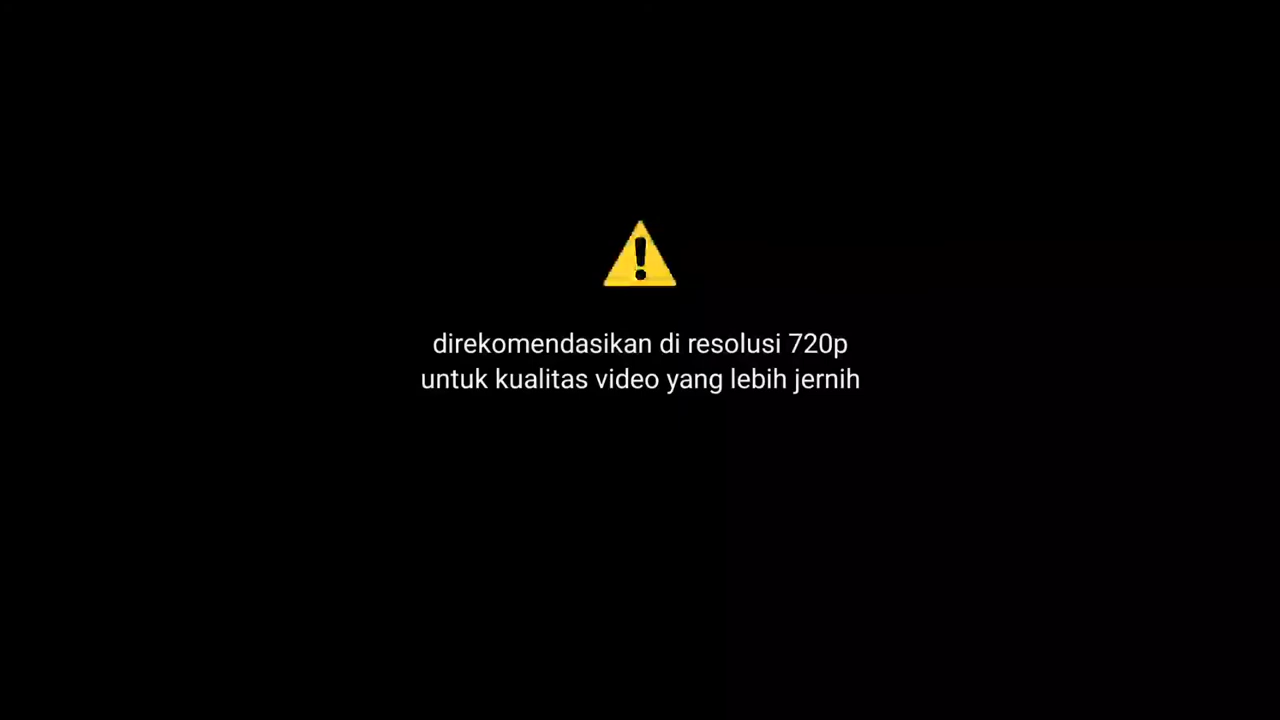 direkomendasikan di resolusi 720p
untuk kualitas video yang lebih jernih